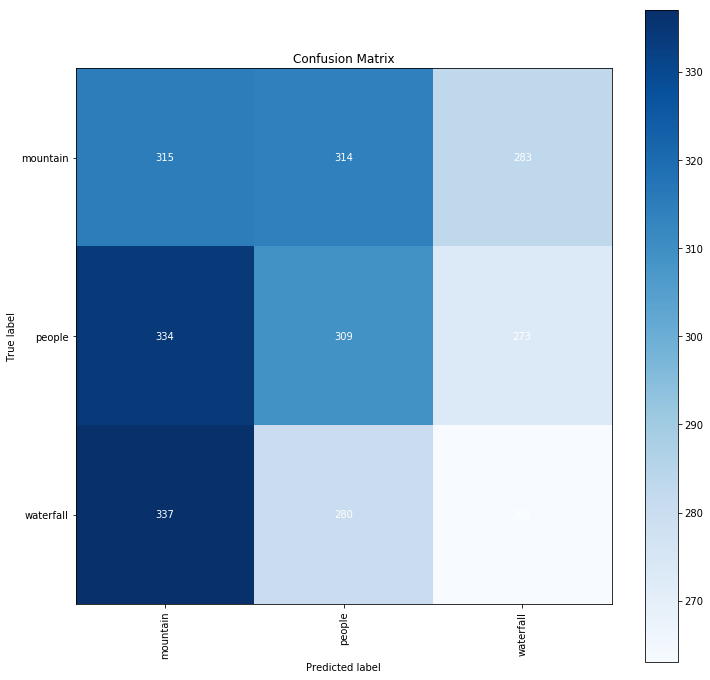 Confusion Matrix
mountain 315 314 283
people 334 309 273
waterfall 337 280
mountain people waterfall
True label
Predicted label
330
320
310
300
290
280
270